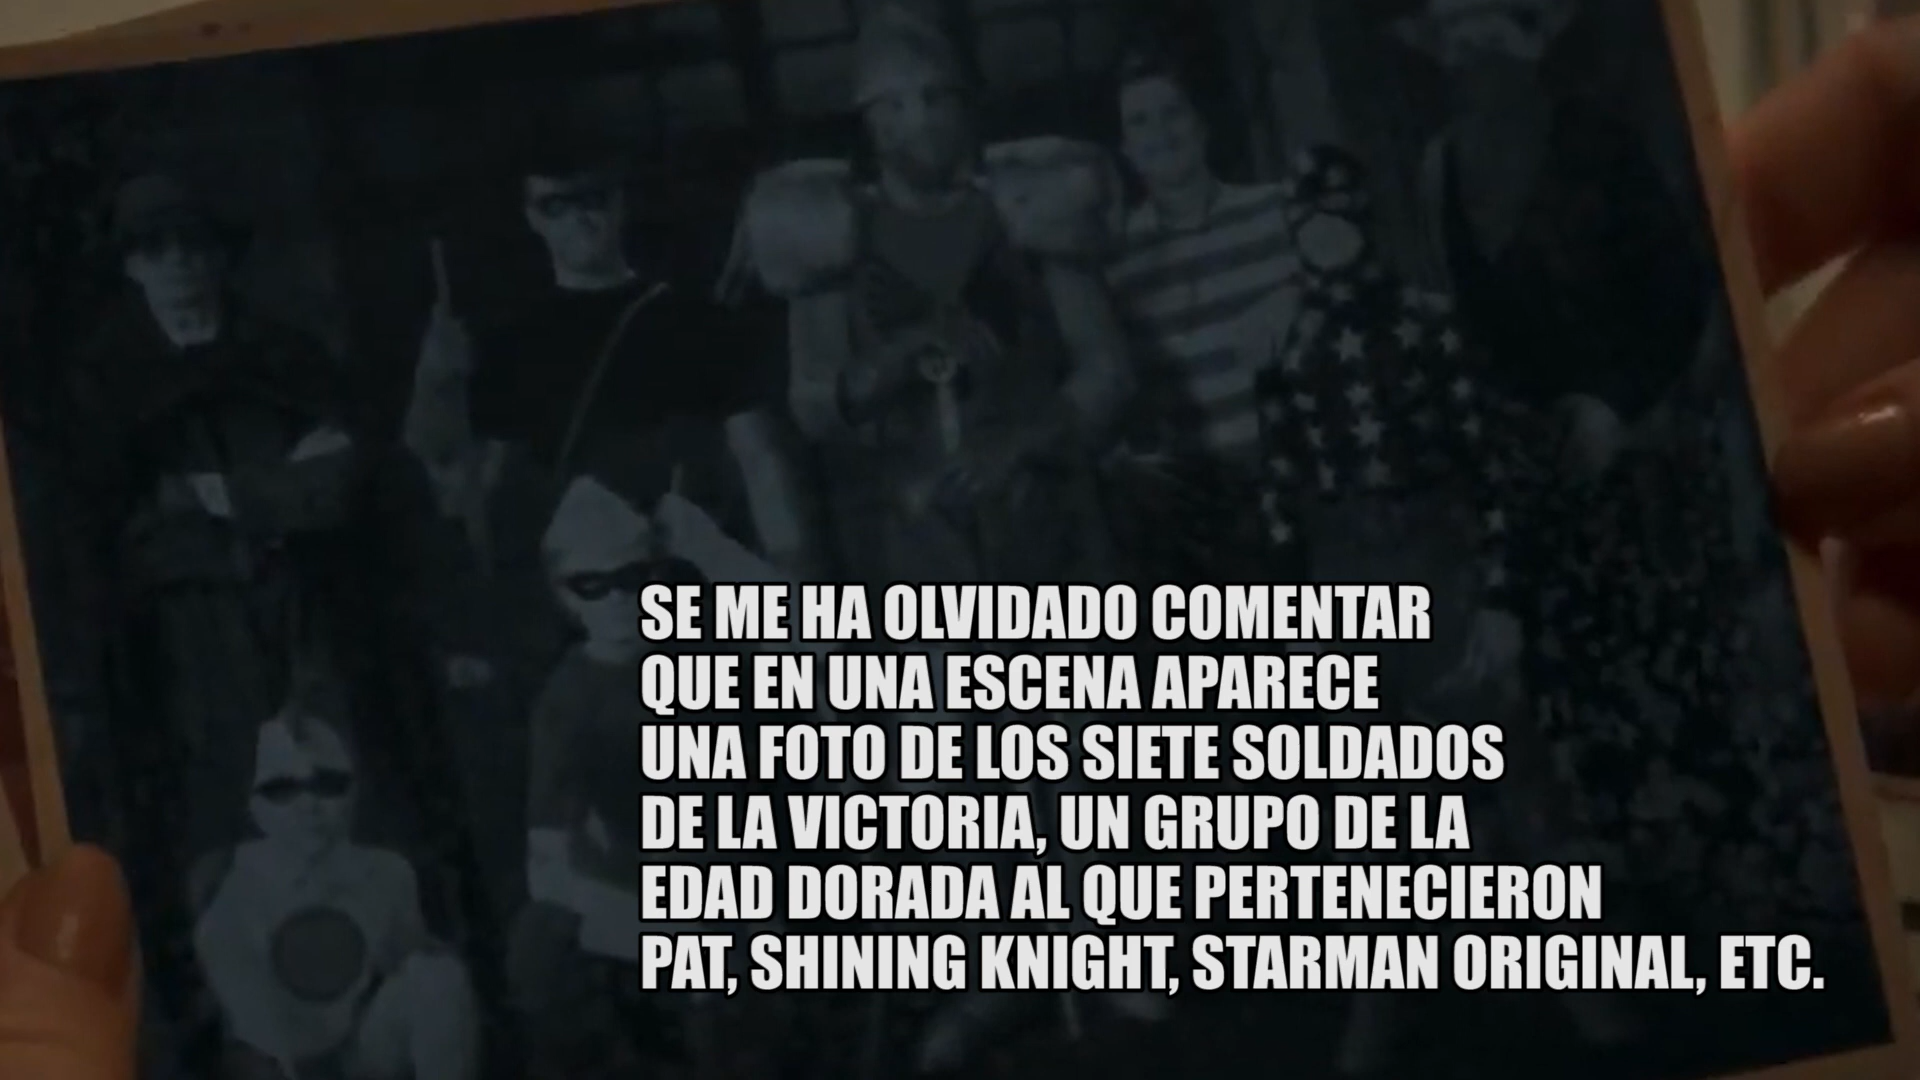 SE ME HA OLVIDADO COMENTAR
QUE EN UNA ESCENA APARECE
UNA FOTO DE LOS SIETE SOLDADOS
DE LA VICTORIA, UN GRUPO DE LA
EDAD DORADA AL QUE PERTENECIERON
PAT, SHINING KNIGHT, STARMAN ORIGINAL, ETC.